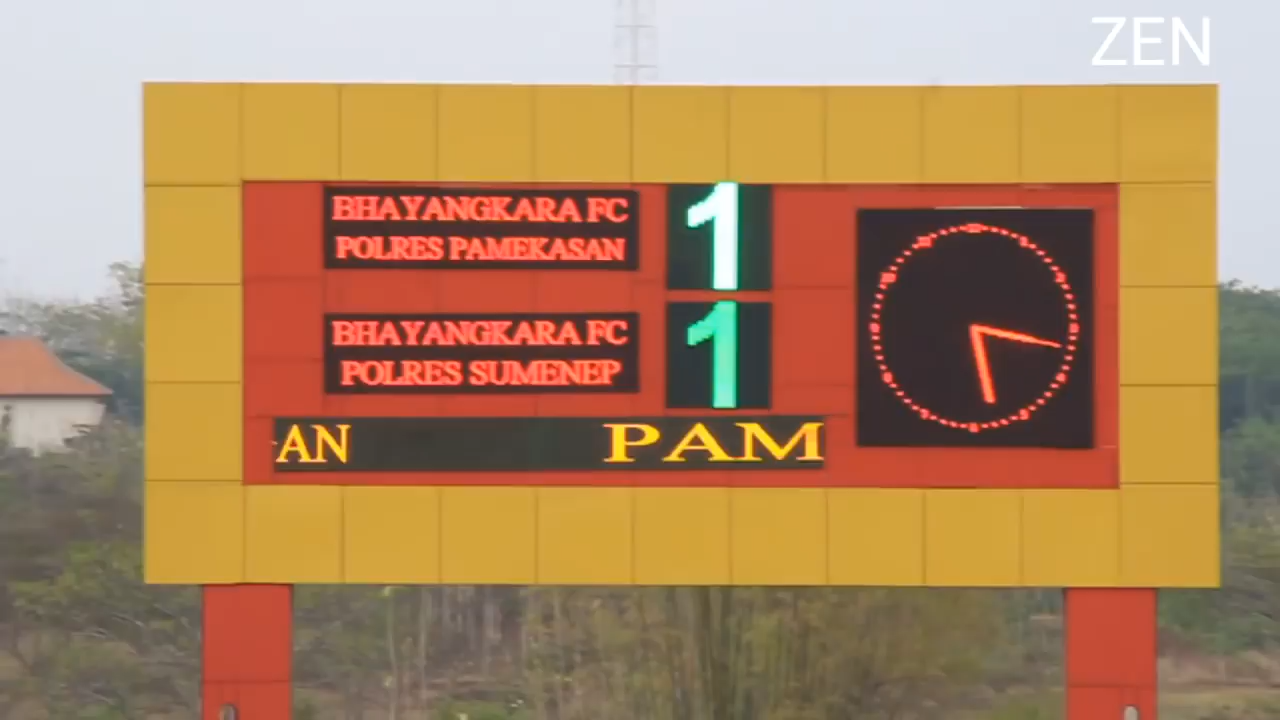 ZEN
BHAYANGKARA FC
POLRES PAMEKASAN
1
BHAYANGKARA FC
POLRES SUMENEP
1
AN PAM